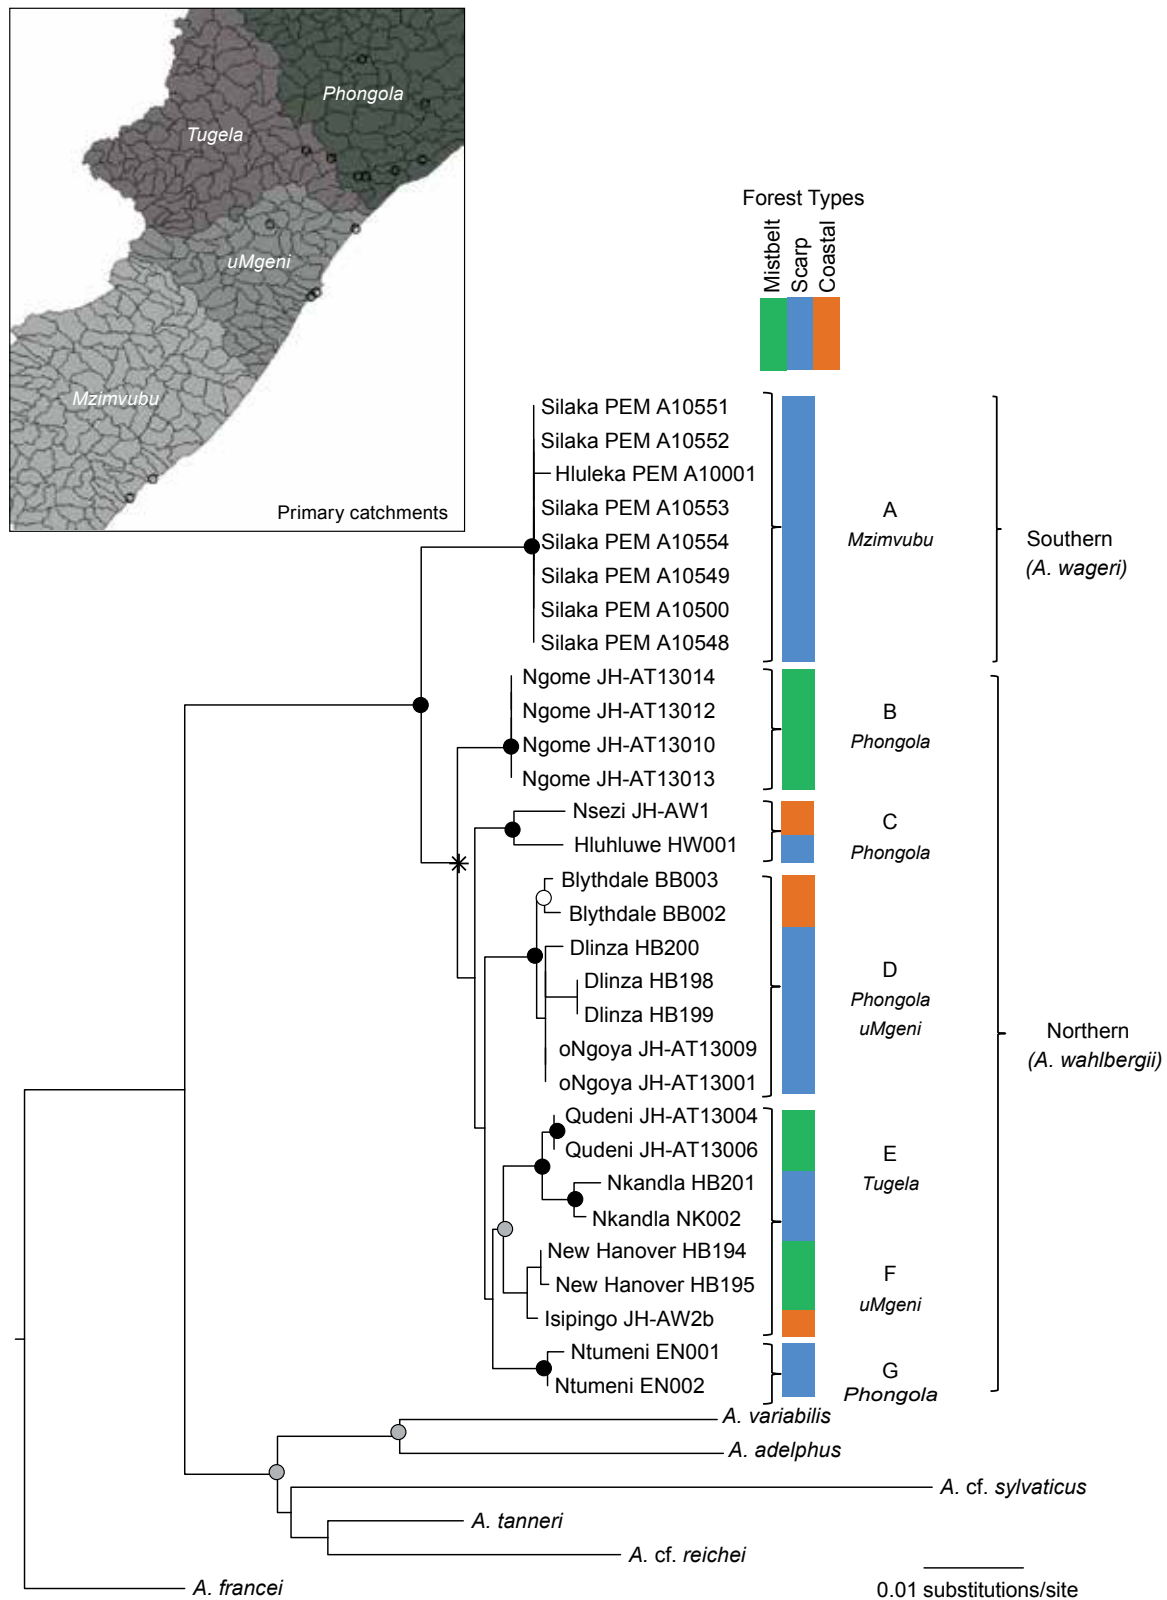 Phongola
Tugela
uMgeni
Mzimvubu
Primary catchments
Forest Types
Mistbelt
Scarp
Coastal
Silaka PEM A10551
Silaka PEM A10552
Hluleka PEM A10001
Silaka PEM A10553
Silaka PEM A10554
Silaka PEM A10549
Silaka PEM A10500
Silaka PEM A10548
A
Mzimvubu
Southern
(A. wageri)
Ngome JH-AT13014
Ngome JH-AT13012
Ngome JH-AT13010
Ngome JH-AT13013
B
Phongola
Nsezi JH-AW1
Hluhluwe HW001
C
Phongola
Blythdale BB003
Blythdale BB002
Dlinza HB200
Dlinza HB198
Dlinza HB199
oNgoya JH-AT13009
oNgoya JH-AT13001
D
Phongola
uMgeni
Northern
(A. wahlbergii)
Qudeni JH-AT13004
Qudeni JH-AT13006
Nkandla HB201
Nkandla NK002
E
Tugela
New Hanover HB194
New Hanover HB195
Isipingo JH-AW2b
F
uMgeni
Ntumeni EN001
Ntumeni EN002
G
Phongola
A. variabilis
A. adelphus
A. cf. sylvaticus
A. tanneri
A. cf. reichei
A. francei
0.01 substitutions/site